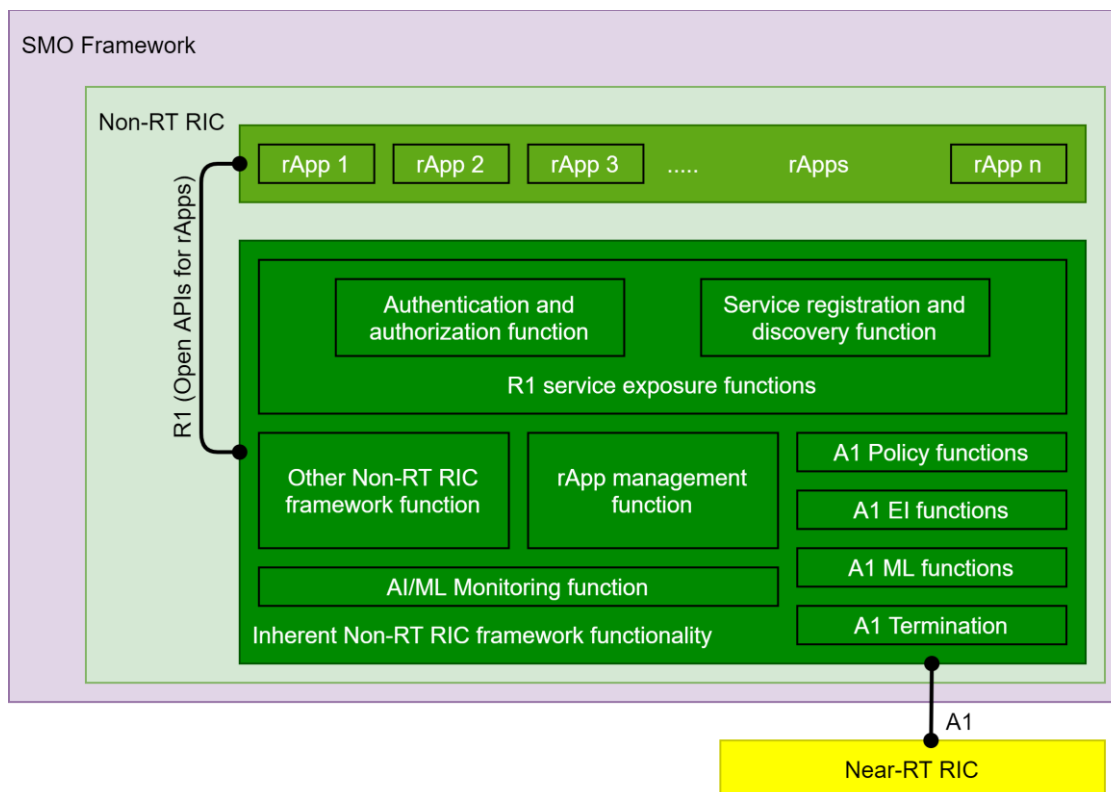 SMO Framework
Non-RT RIC
rApp 1
rApp 2
rApp 3
.....
rApps
rApp n
R1 (Open APIs for rApps)
Authentication and
authorization function
Service registration and
discovery function
R1 service exposure functions
Other Non-RT RIC
framework function
rApp management
function
A1 Policy functions
A1 EI functions
A1 ML functions
A1 Termination
AI/ML Monitoring function
Inherent Non-RT RIC framework functionality
A1
Near-RT RIC